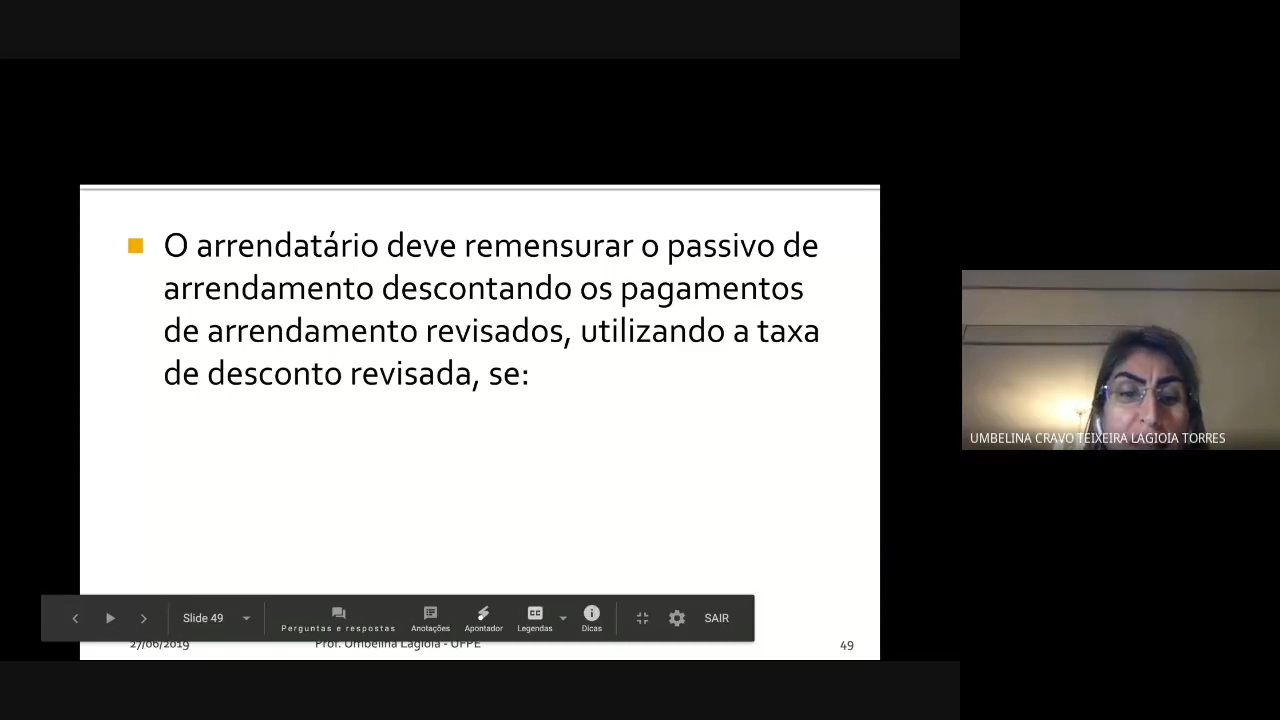 O arrendatário deve remensurar o passivo de
arrendamento descontando os pagamentos
de arrendamento revisados, utilizando a taxa
de desconto revisada, se:
UMBELINA CRAVO TEIXEIRA LAGIOIA TORRES
Slide 49
Perguntas e respostas
Anotações
Apontador
CC
Legendas
Dicas
SAIR
27/06/2019
Prof. Umbelina Lagioia - UFPE
49